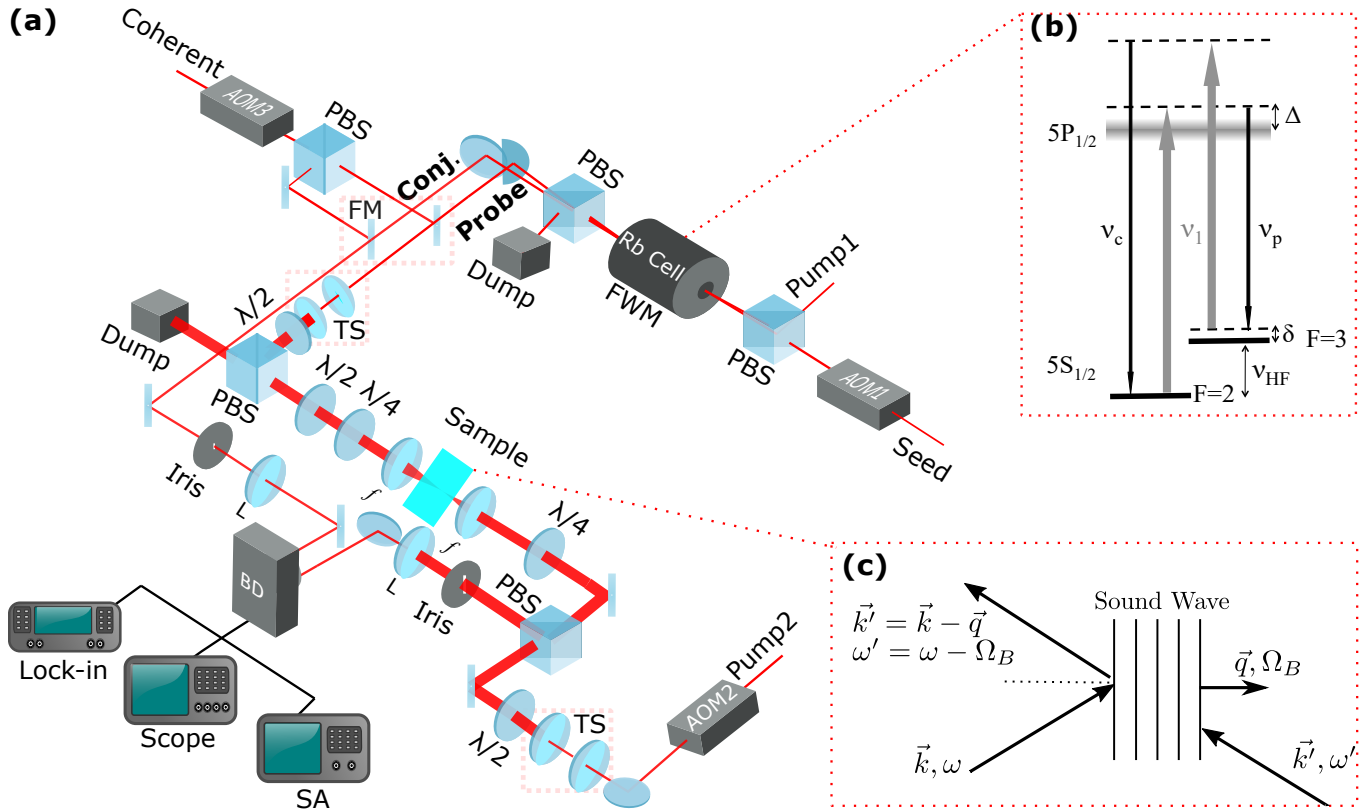 (a)
Coherent
AOM3
PBS
Conj.
Probe
FM
PBS
Dump
Rb Cell
FWM
Pump1
PBS
AOM1
Seed
λ/2
TS
Dump
PBS
λ/2 λ/4
Sample
f
Iris
L
f
λ/4
L
Iris
PBS
BD
Lock-in
Scope
SA
λ/2
TS
AOM2
Pump2
(b)
5P1/2
Δ
νc
ν1
νp
δ
F=3
5S1/2
νHF
F=2
(c)
Sound Wave
k⃗′ = k⃗ − q⃗
ω′ = ω − Ω_B
q⃗, Ω_B
k⃗, ω
k⃗′, ω′